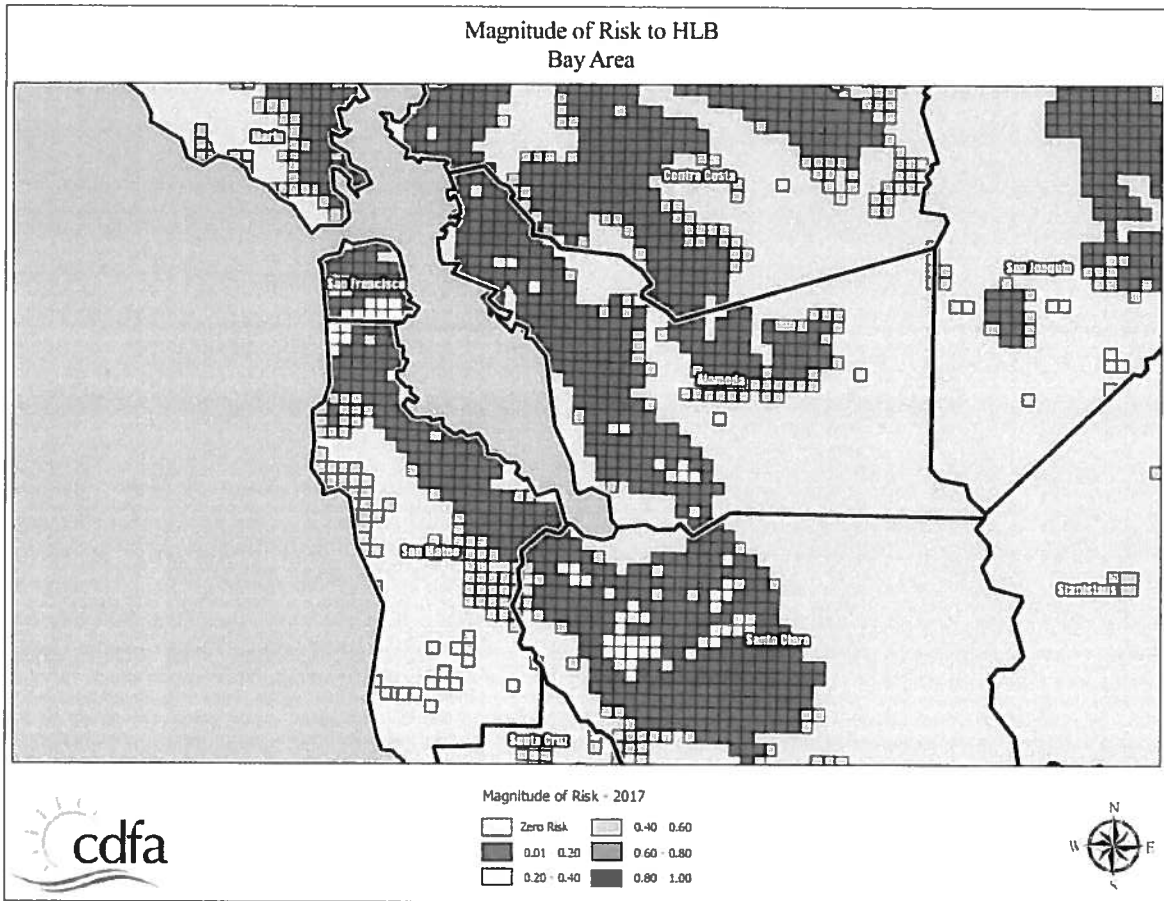 Magnitude of Risk to HLB
Bay Area
Marin
Contra Costa
San Francisco
San Joaquin
Alameda
San Mateo
Stanislaus
Santa Clara
Santa Cruz
Magnitude of Risk - 2017
Zero Risk
0.40 0.60
0.01 0.20
0.60 - 0.80
0.20 - 0.40
0.80 1.00
cdfa
N
W E
S